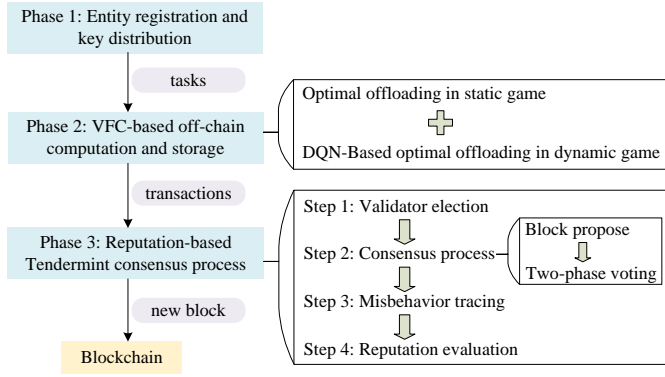 Phase 1: Entity registration and
key distribution
tasks
Phase 2: VFC-based off-chain
computation and storage
Optimal offloading in static game
DQN-Based optimal offloading in dynamic game
transactions
Phase 3: Reputation-based
Tendermint consensus process
Step 1: Validator election
Step 2: Consensus process
Block propose
Two-phase voting
Step 3: Misbehavior tracing
Step 4: Reputation evaluation
new block
Blockchain